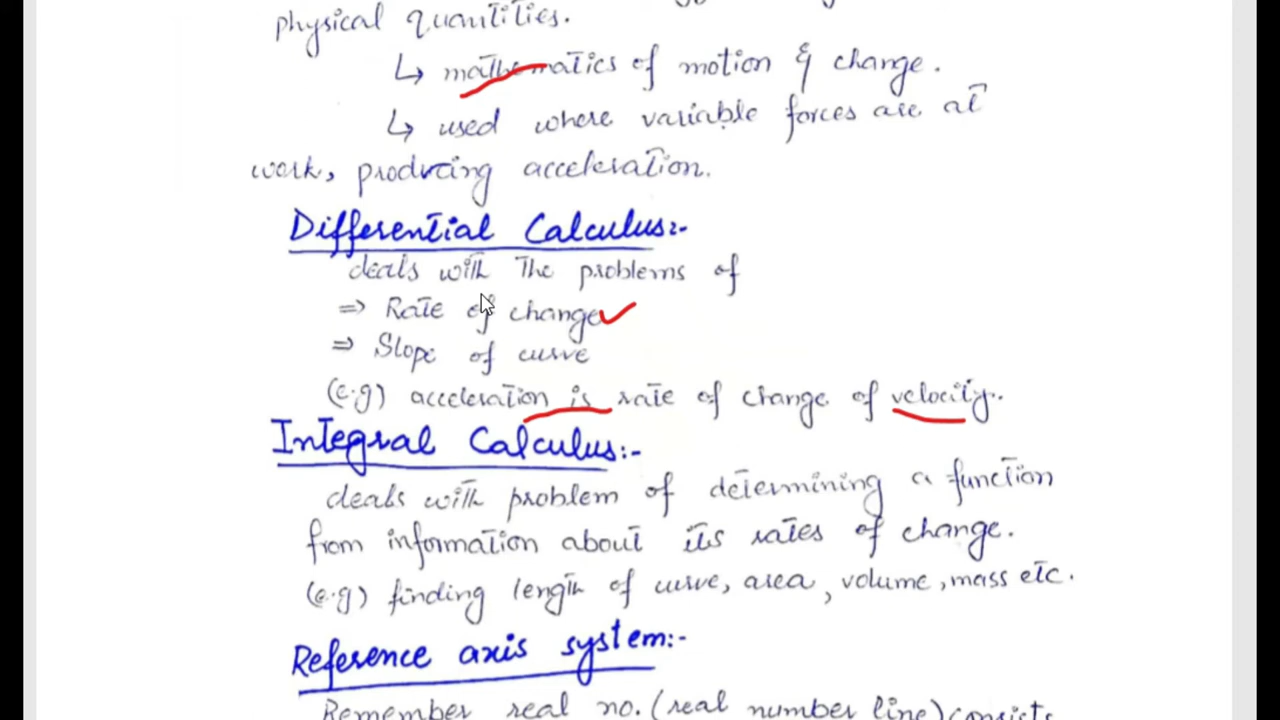 physical quantities.
↳ mathematics of motion & change.
↳ used where variable forces are at
work, producing acceleration.
Differential Calculus:-
deals with the problems of
⇒ Rate of change
⇒ Slope of curve
(e.g) acceleration is rate of change of velocity.
Integral Calculus:-
deals with problem of determining a function
from information about its rates of change.
(e.g) finding length of curve, area, volume, mass etc.
Reference axis system:-
Remember real no. (real number line) consists